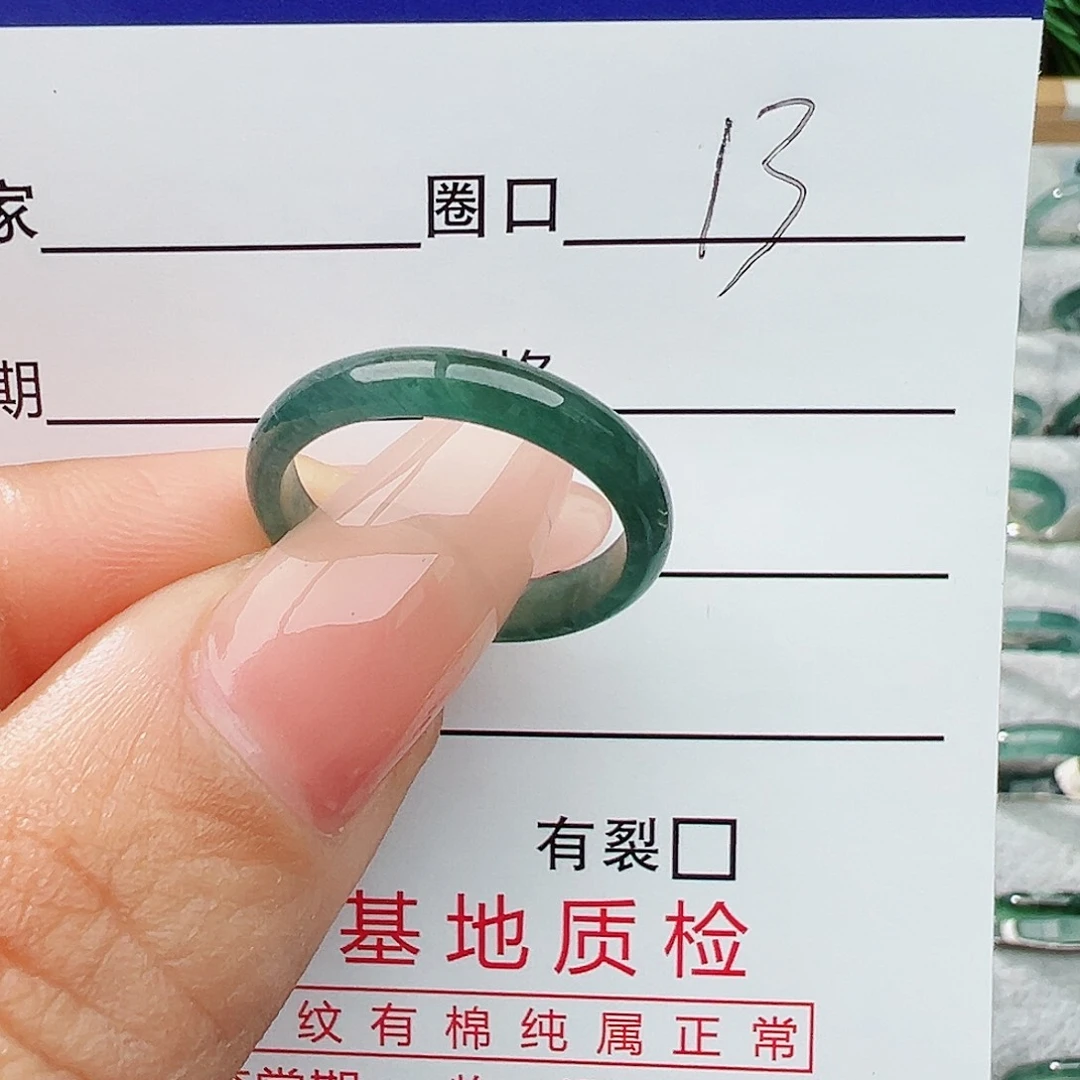 家 圈口 13
期
有裂
基地质检
纹有棉纯属正常